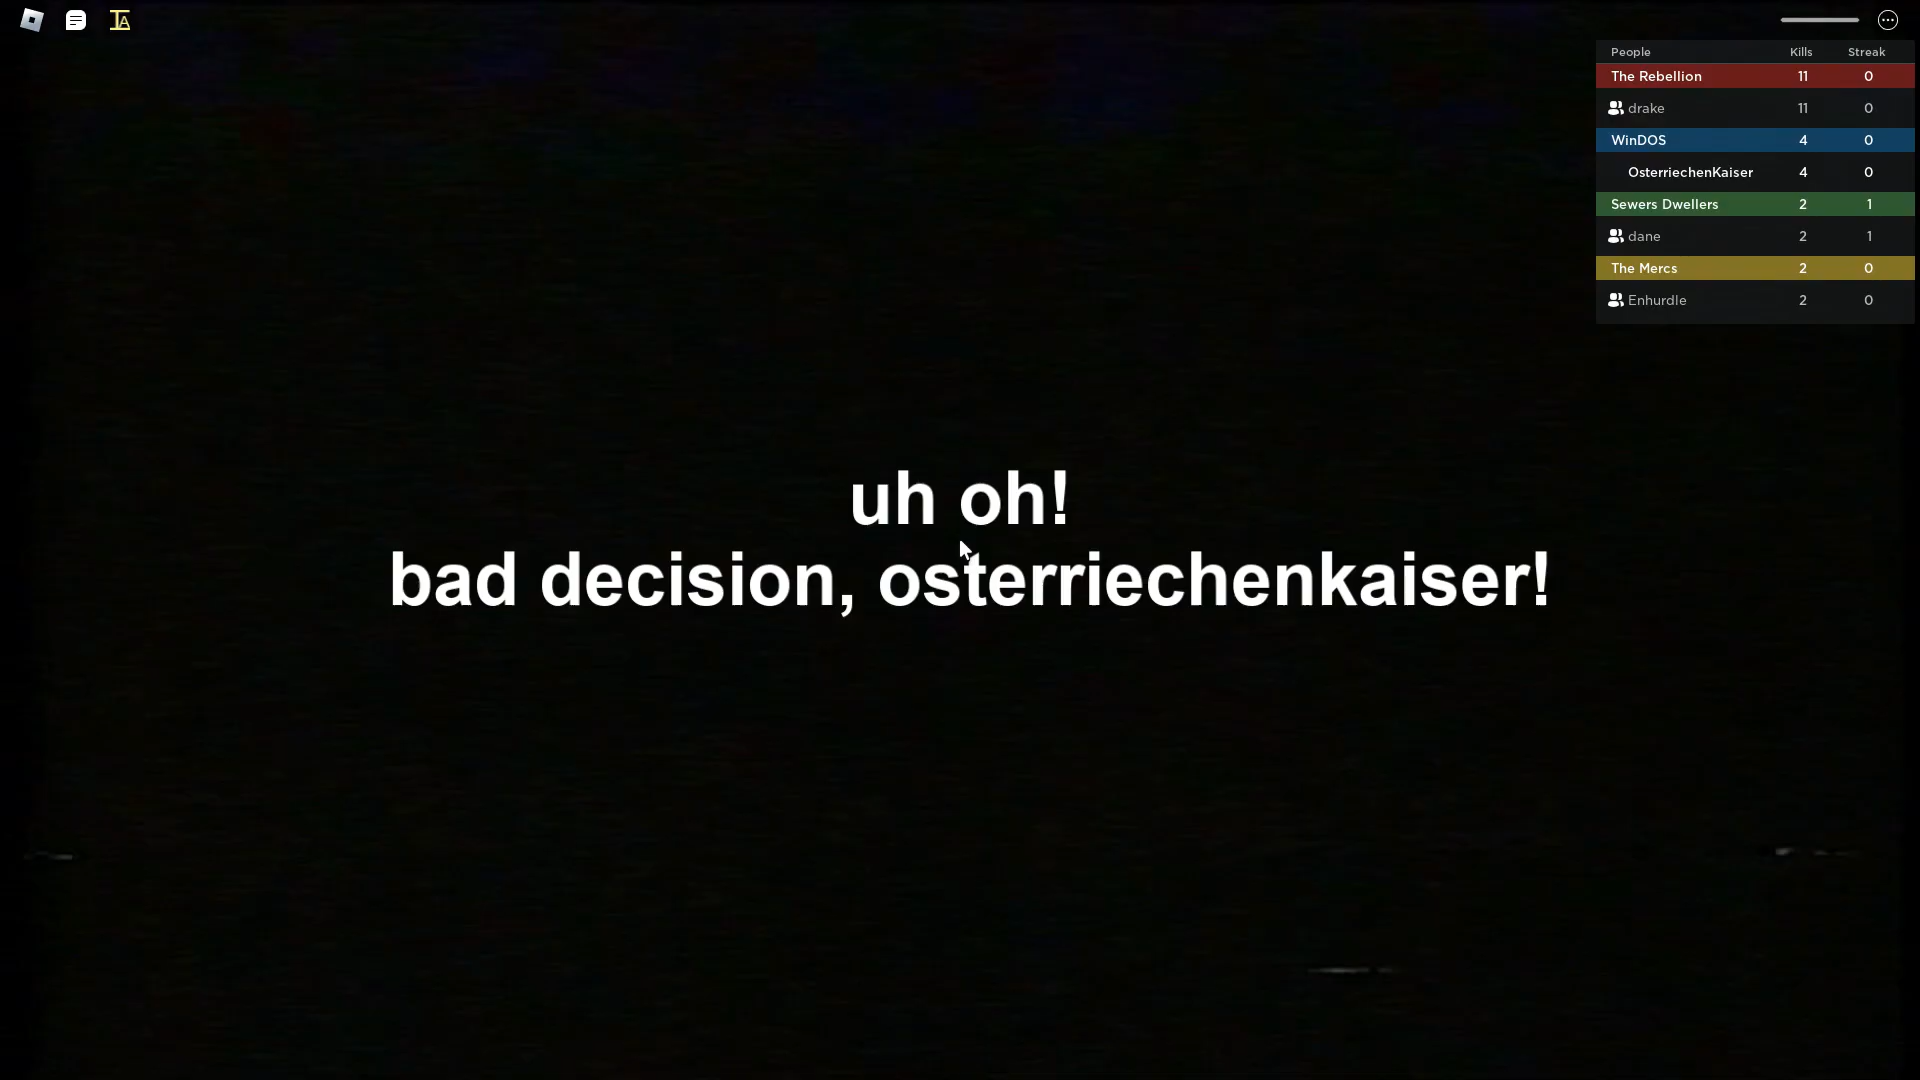 People Kills Streak
The Rebellion 11 0
drake 11 0
WinDOS 4 0
OsterriechenKaiser 4 0
Sewers Dwellers 2 1
dane 2 1
The Mercs 2 0
Enhurdle 2 0
uh oh!
bad decision, osterriechenkaiser!